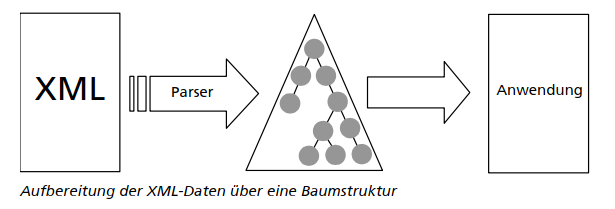 XML
Parser
Anwendung
Aufbereitung der XML-Daten über eine Baumstruktur